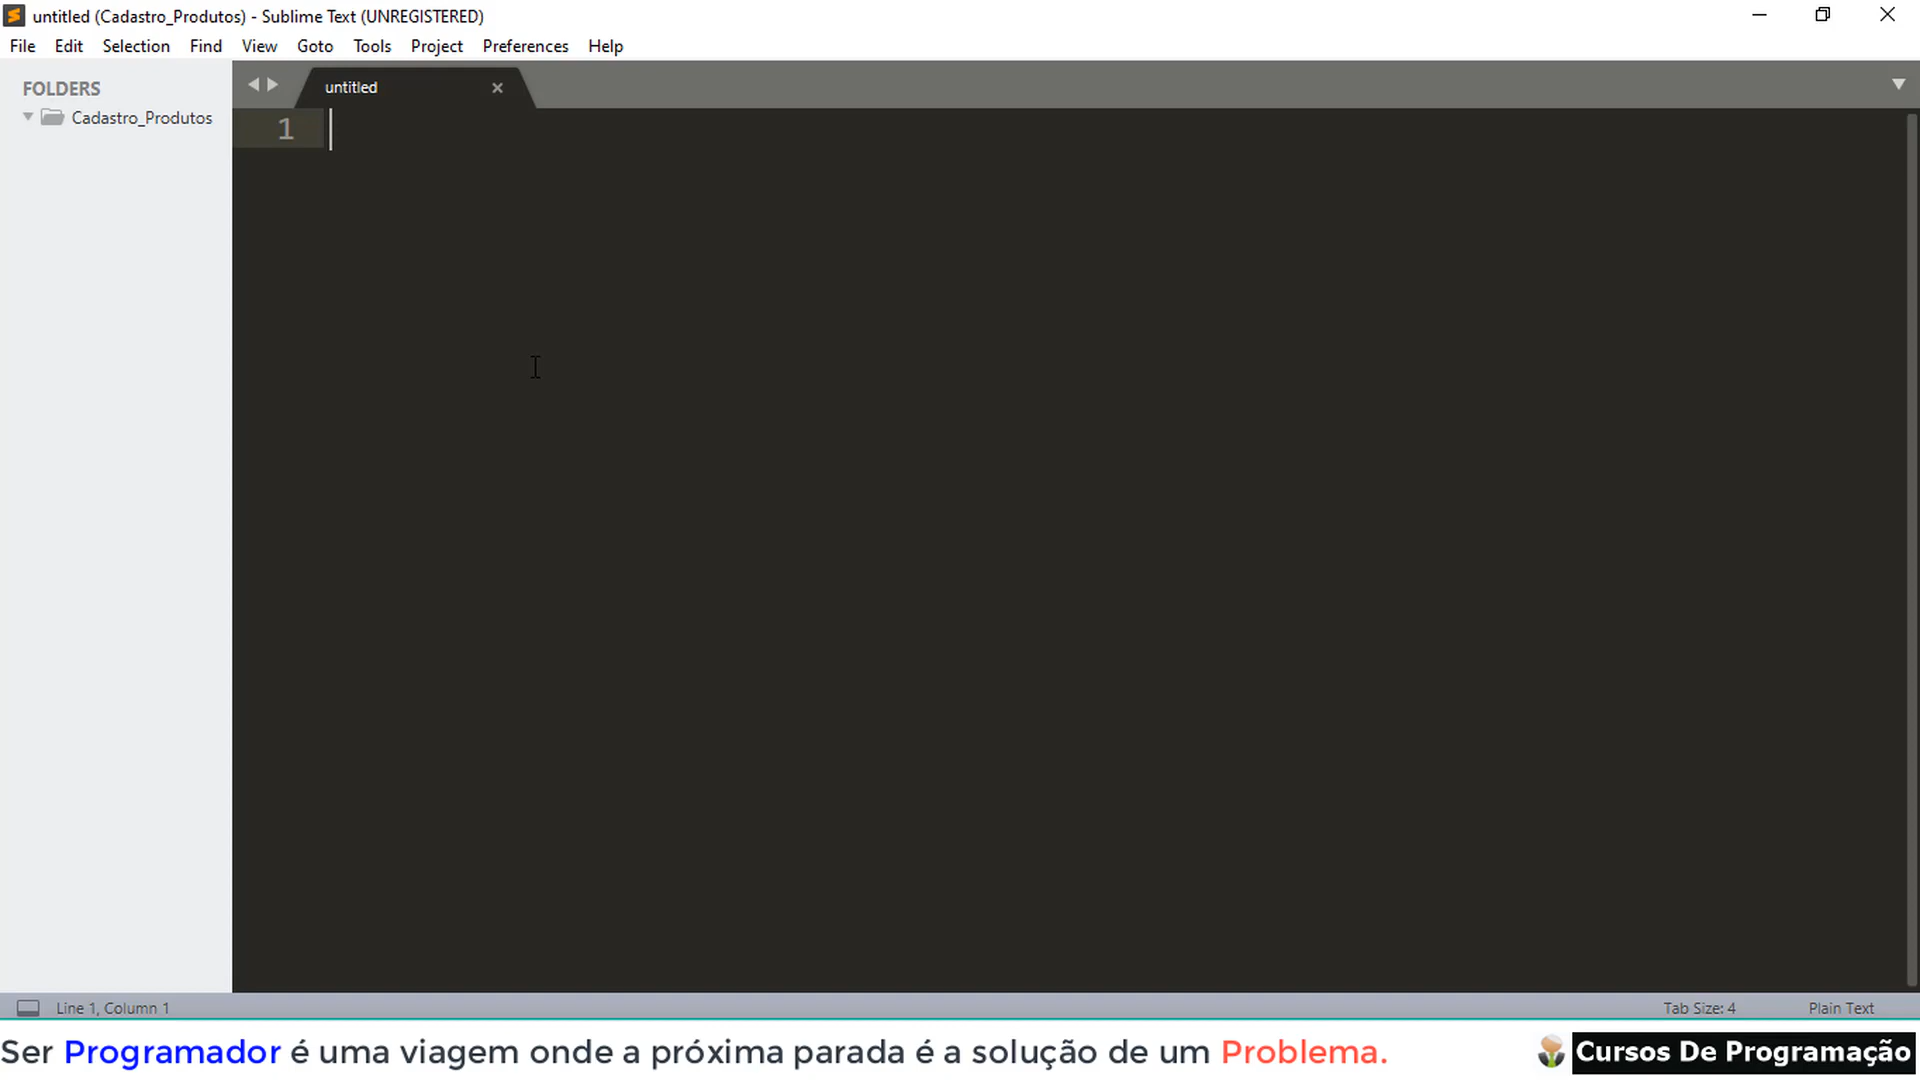 untitled (Cadastro_Produtos) - Sublime Text (UNREGISTERED)
File Edit Selection Find View Goto Tools Project Preferences Help
FOLDERS
Cadastro_Produtos
untitled
1
Line 1, Column 1
Tab Size: 4
Plain Text
Ser Programador é uma viagem onde a próxima parada é a solução de um Problema.
Cursos De Programação